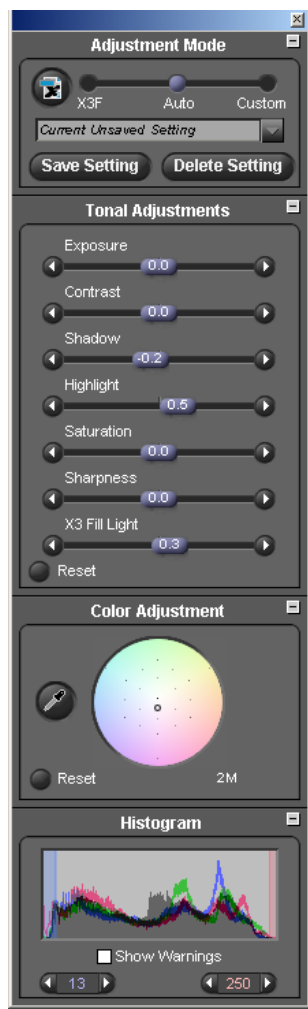 Adjustment Mode
X3F Auto Custom
Current Unsaved Setting
Save Setting Delete Setting
Tonal Adjustments
Exposure
0.0
Contrast
0.0
Shadow
-0.2
Highlight
0.5
Saturation
0.0
Sharpness
0.0
X3 Fill Light
0.3
Reset
Color Adjustment
Reset 2M
Histogram
Show Warnings
13 250